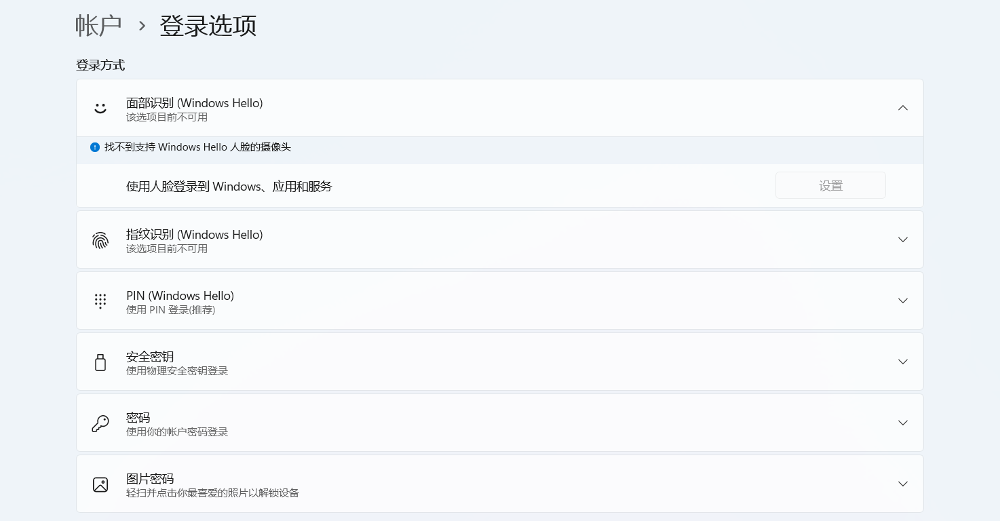 帐户 › 登录选项
登录方式
面部识别 (Windows Hello)
该选项目前不可用
找不到支持 Windows Hello 人脸的摄像头
使用人脸登录到 Windows、应用和服务 设置
指纹识别 (Windows Hello)
该选项目前不可用
PIN (Windows Hello)
使用 PIN 登录(推荐)
安全密钥
使用物理安全密钥登录
密码
使用你的帐户密码登录
图片密码
轻扫并点击你最喜爱的照片以解锁设备